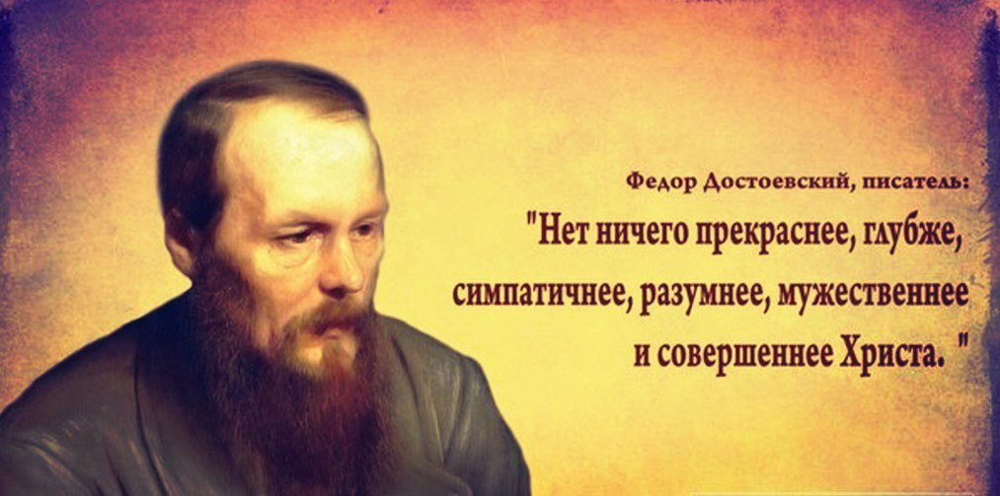 Федор Достоевский, писатель:
"Нет ничего прекраснее, глубже,
симпатичнее, разумнее, мужественнее
и совершеннее Христа. "